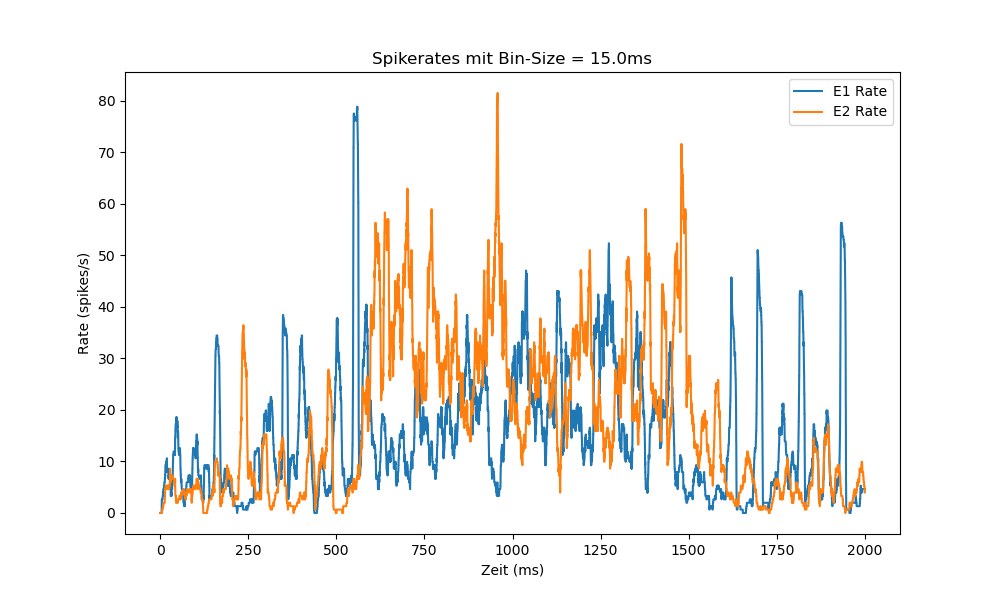 Spikerates mit Bin-Size = 15.0ms
E1 Rate
E2 Rate
80
70
60
50
40
30
20
10
0
Rate (spikes/s)
0 250 500 750 1000 1250 1500 1750 2000
Zeit (ms)